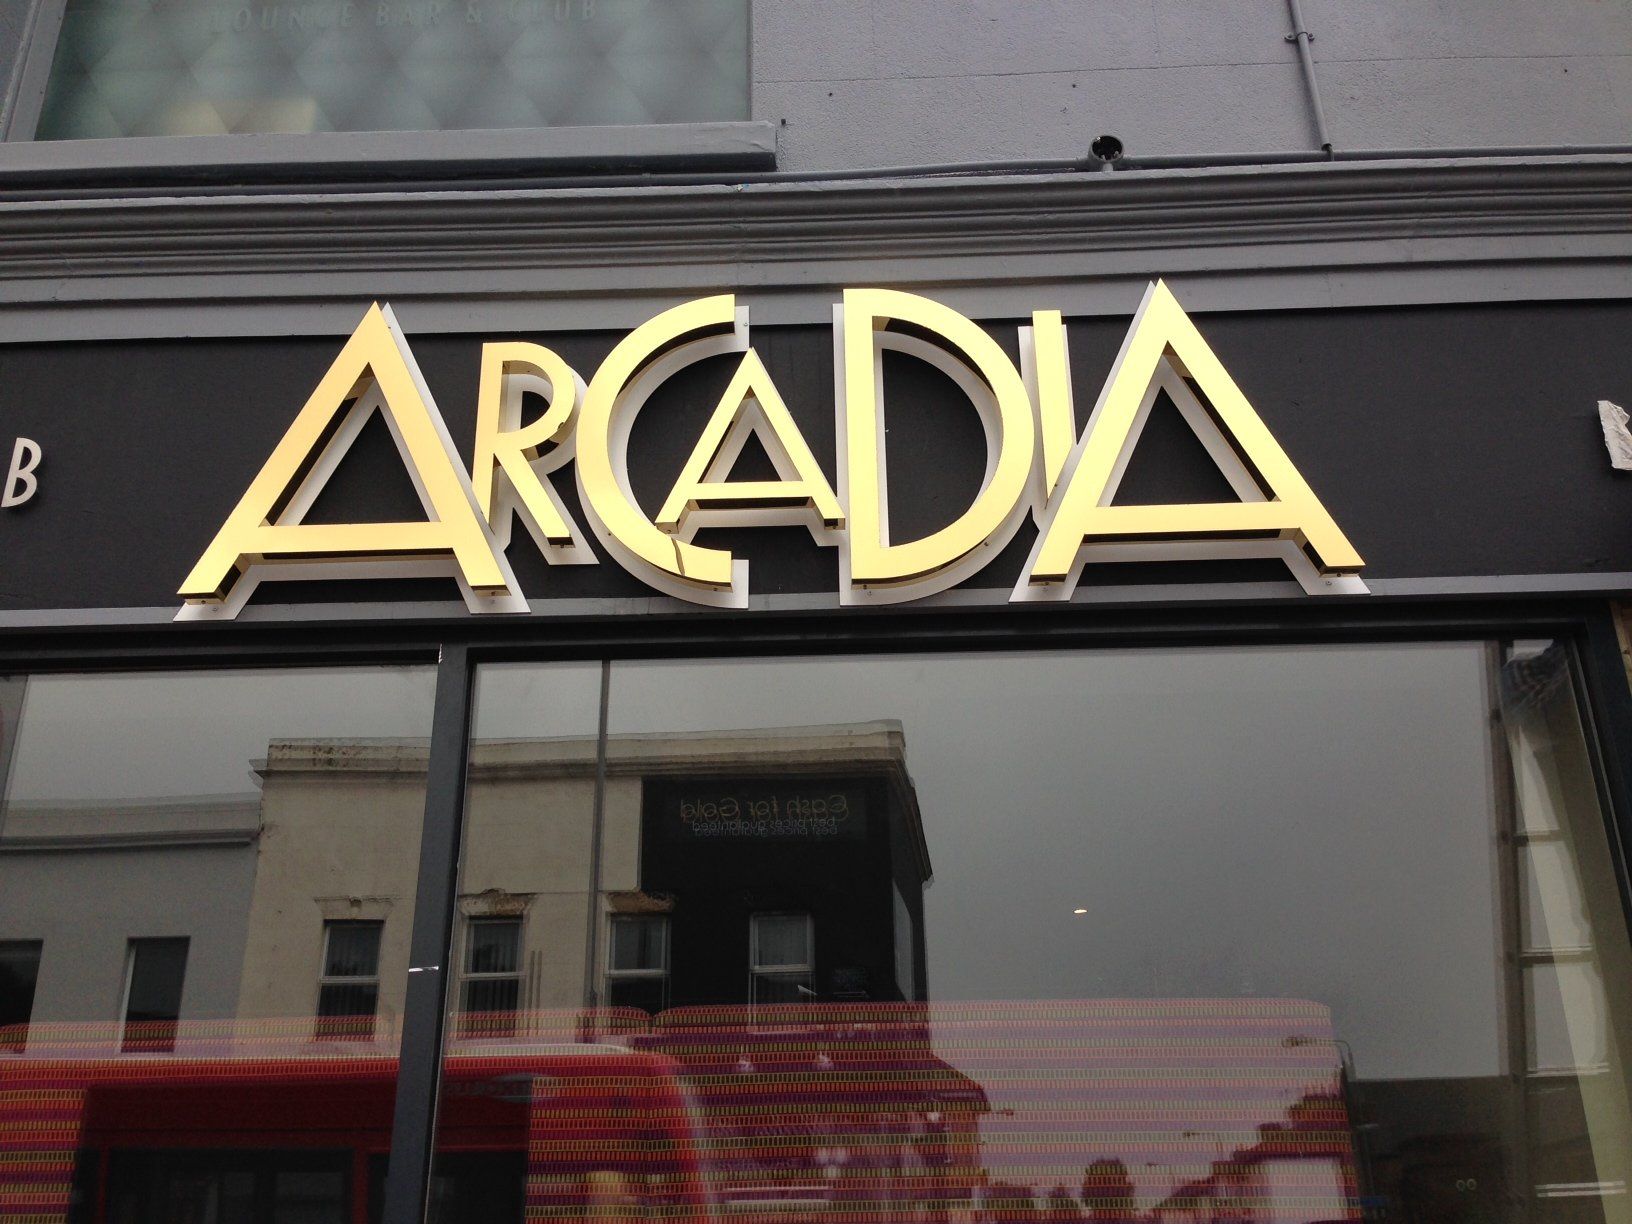 LOUNGE BAR & CLUB
B
ARCADIA
Cash for Gold
best prices guaranteed